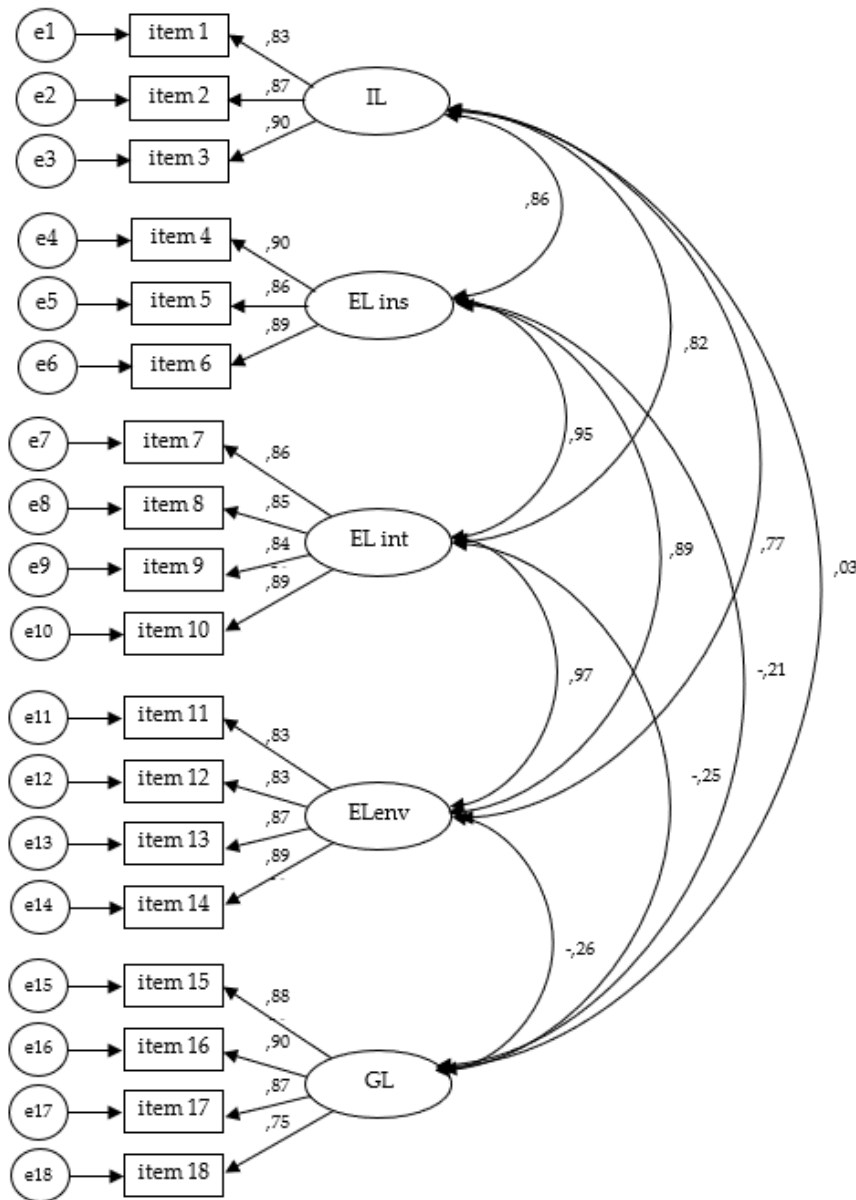 e1
item 1
,83
e2
item 2
,87
IL
e3
item 3
,90
,86
e4
item 4
,90
e5
item 5
,86
EL ins
e6
item 6
,89
,82
,95
e7
item 7
,86
e8
item 8
,85
EL int
e9
item 9
,84
,89
,77
,03
e10
item 10
,89
,97
-,21
e11
item 11
,83
e12
item 12
,83
-,25
ELenv
e13
item 13
,87
e14
item 14
,89
-,26
e15
item 15
,88
e16
item 16
,90
GL
e17
item 17
,87
e18
item 18
,75